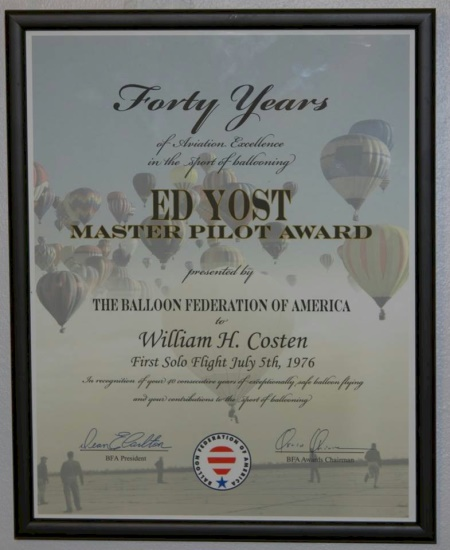 Forty Years
of Aviation Excellence
in the sport of ballooning
ED YOST
MASTER PILOT AWARD
presented by
THE BALLOON FEDERATION OF AMERICA
to
William H. Costen
First Solo Flight July 5th, 1976
In recognition of your 40 consecutive years of exceptionally, safe balloon flying
and your contributions to the sport of ballooning
BFA President
BFA Awards Chairman
BALLOON FEDERATION OF AMERICA